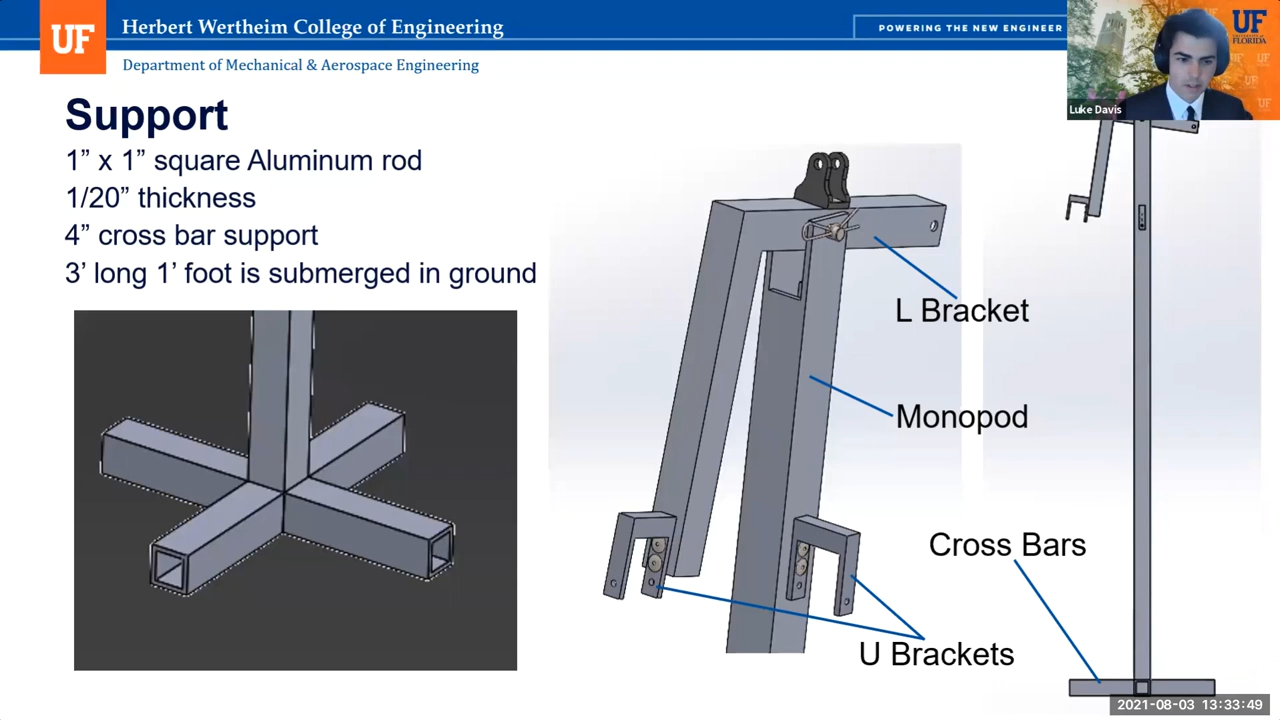 UF
Herbert Wertheim College of Engineering
POWERING THE NEW ENGINEER
UF
FLORIDA
Department of Mechanical & Aerospace Engineering
Luke Davis
Support
1” x 1” square Aluminum rod
1/20” thickness
4” cross bar support
3’ long 1’ foot is submerged in ground
L Bracket
Monopod
Cross Bars
U Brackets
2021-08-03 13:33:49